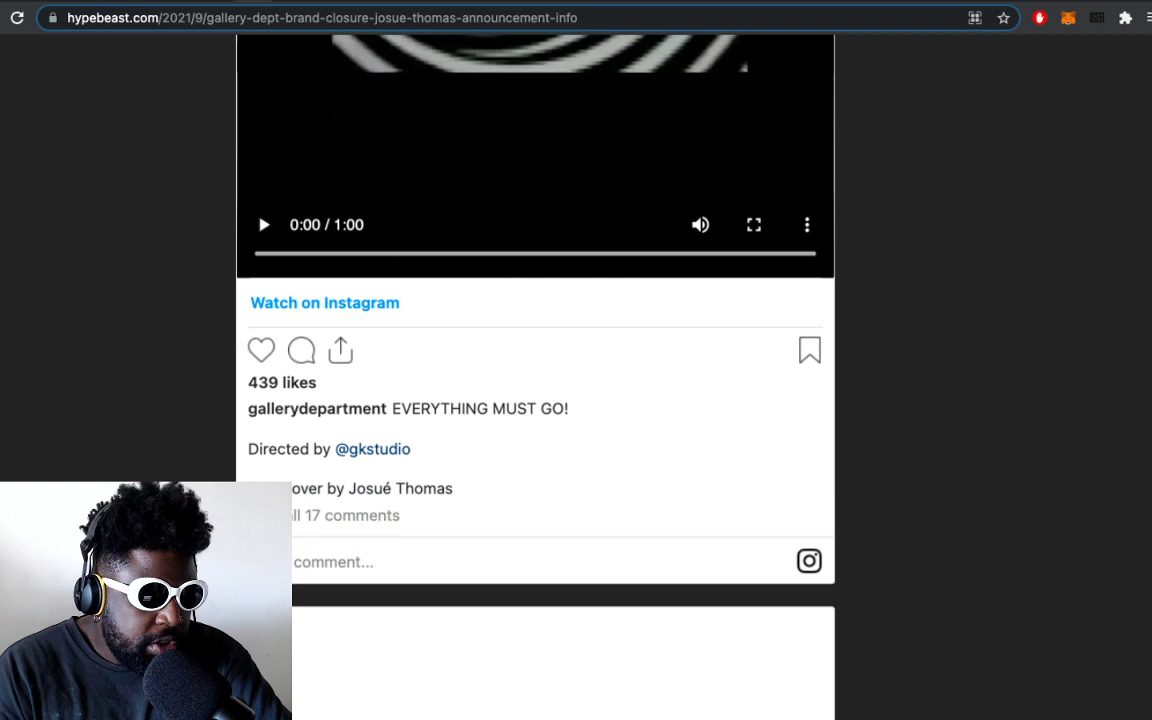 hypebeast.com/2021/9/gallery-dept-brand-closure-josue-thomas-announcement-info
0:00 / 1:00
Watch on Instagram
439 likes
gallerydepartment EVERYTHING MUST GO!
Directed by @gkstudio
over by Josué Thomas
all 17 comments
comment...